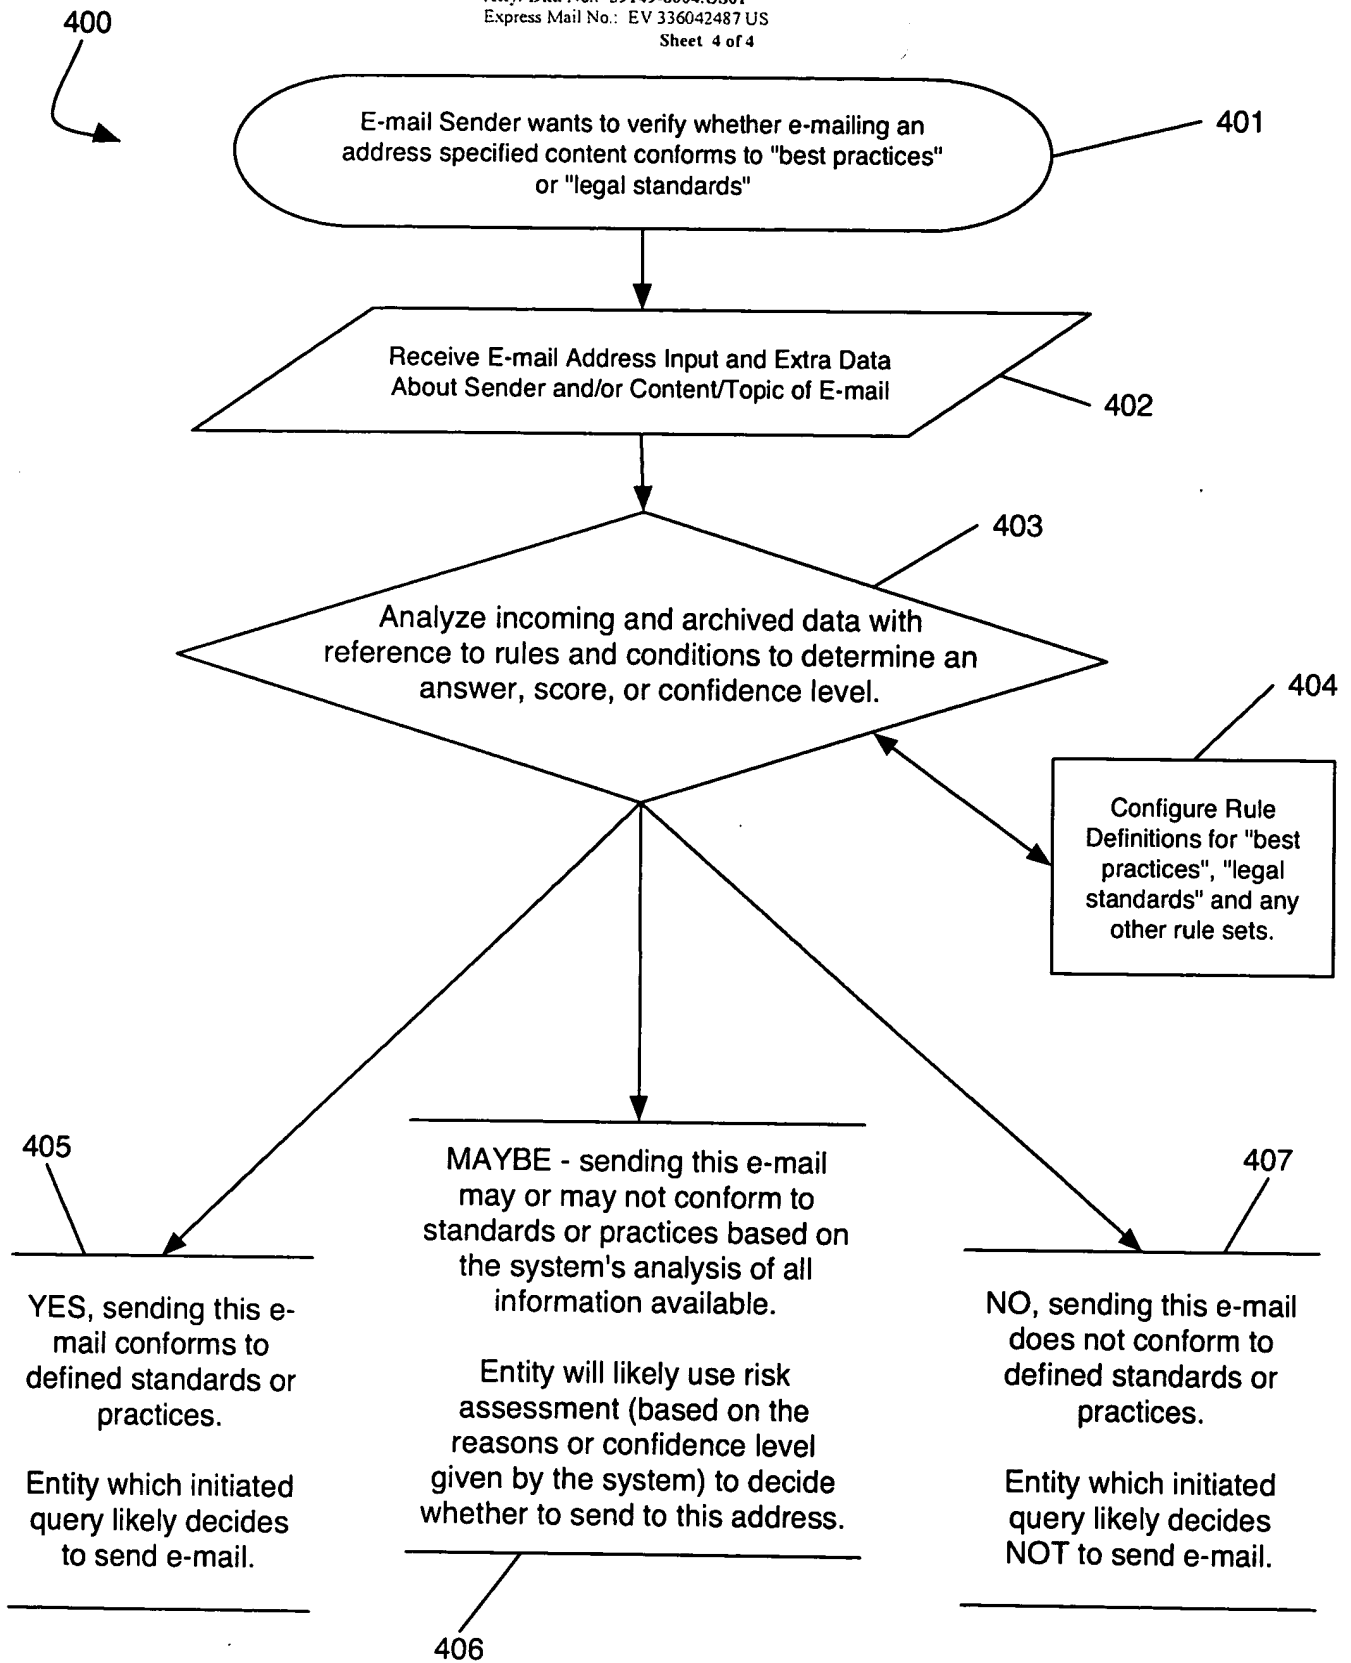 Express Mail No.: EV 336042487 US
Sheet 4 of 4
400
E-mail Sender wants to verify whether e-mailing an
address specified content conforms to "best practices"
or "legal standards"
401
Receive E-mail Address Input and Extra Data
About Sender and/or Content/Topic of E-mail
402
403
Analyze incoming and archived data with
reference to rules and conditions to determine an
answer, score, or confidence level.
404
Configure Rule
Definitions for "best
practices", "legal
standards" and any
other rule sets.
405
YES, sending this e-
mail conforms to
defined standards or
practices.
Entity which initiated
query likely decides
to send e-mail.
MAYBE - sending this e-mail
may or may not conform to
standards or practices based on
the system's analysis of all
information available.
Entity will likely use risk
assessment (based on the
reasons or confidence level
given by the system) to decide
whether to send to this address.
406
407
NO, sending this e-mail
does not conform to
defined standards or
practices.
Entity which initiated
query likely decides
NOT to send e-mail.